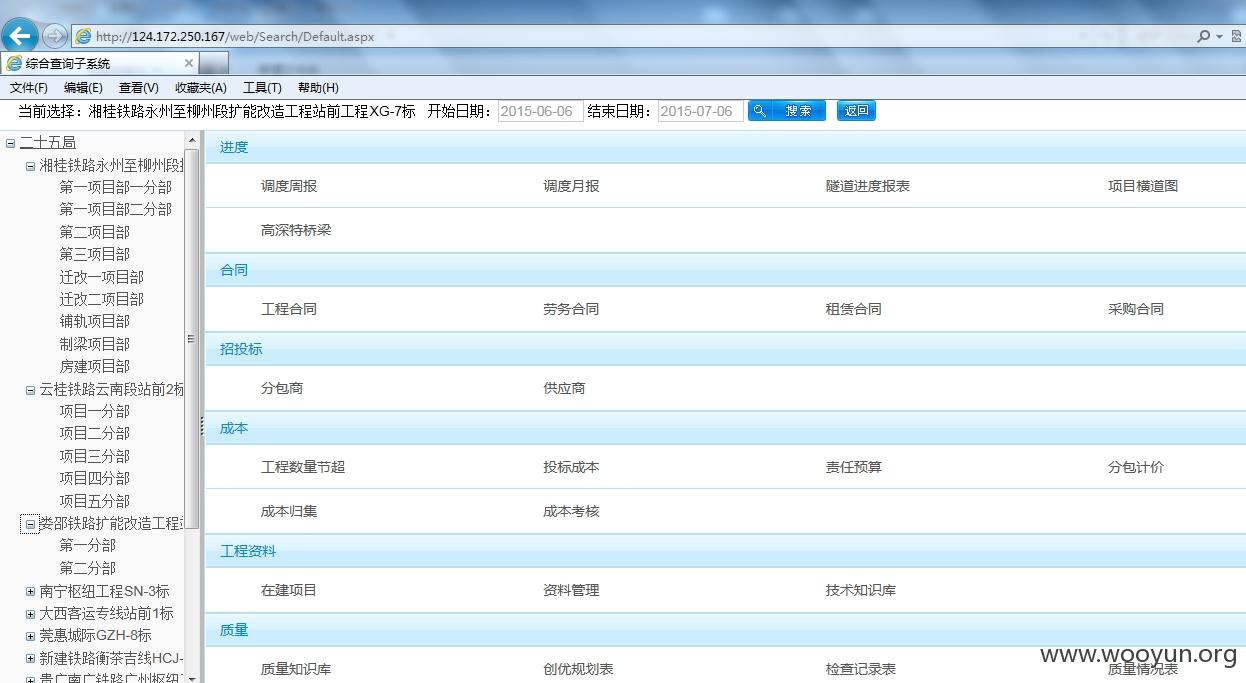 http://124.172.250.167/web/Search/Default.aspx
综合查询子系统
文件(F) 编辑(E) 查看(V) 收藏夹(A) 工具(T) 帮助(H)
当前选择：湘桂铁路永州至柳州段扩能改造工程站前工程XG-7标 开始日期：2015-06-06 结束日期：2015-07-06 搜索 返回
二十五局
湘桂铁路永州至柳州段
第一项目部一分部
第一项目部二分部
第二项目部
第三项目部
迁改一项目部
迁改二项目部
铺轨项目部
制梁项目部
房建项目部
云桂铁路云南段站前2标
项目一分部
项目二分部
项目三分部
项目四分部
项目五分部
娄邵铁路扩能改造工程
第一分部
第二分部
南宁枢纽工程SN-3标
大西客运专线站前1标
莞惠城际GZH-8标
新建铁路衡茶吉线HCJ-
贵广南广铁路广州枢纽
进度
调度周报 调度月报 隧道进度报表 项目横道图
高深特桥梁
合同
工程合同 劳务合同 租赁合同 采购合同
招投标
分包商 供应商
成本
工程数量节超 投标成本 责任预算 分包计价
成本归集 成本考核
工程资料
在建项目 资料管理 技术知识库
质量
质量知识库 创优规划表 检查记录表 质量情况表
www.wooyun.org